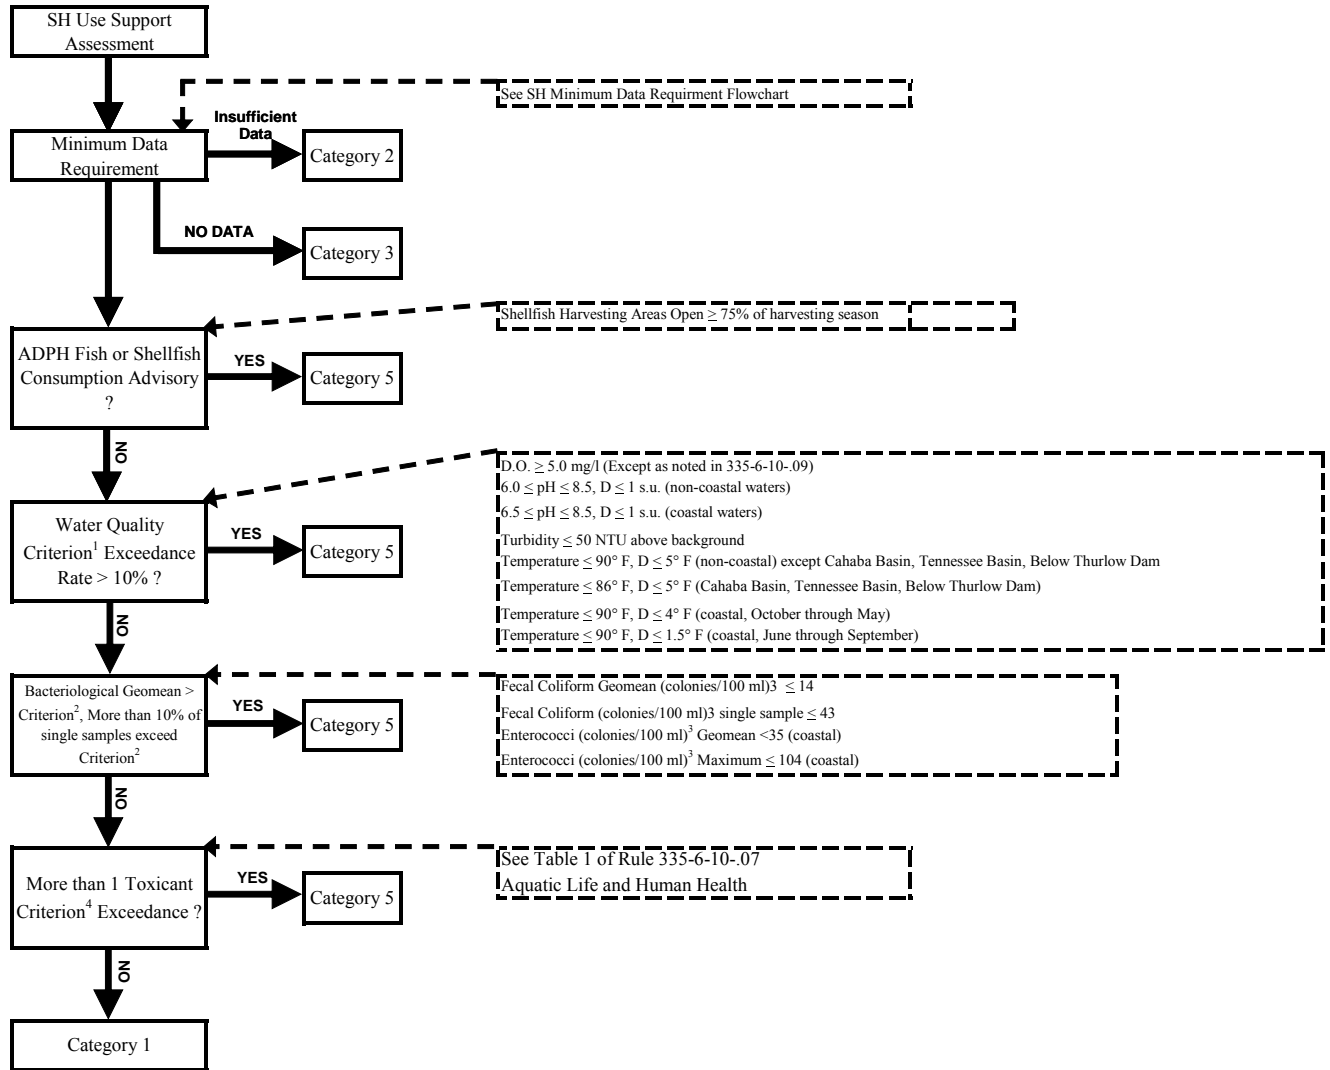 SH Use Support
Assessment
See SH Minimum Data Requirment Flowchart
Insufficient
Data
Minimum Data
Requirement
Category 2
NO DATA
Category 3
Shellfish Harvesting Areas Open ≥ 75% of harvesting season
ADPH Fish or Shellfish
Consumption Advisory
?
YES
Category 5
NO
D.O. ≥ 5.0 mg/l (Except as noted in 335-6-10-.09)
6.0 ≤ pH ≤ 8.5, D ≤ 1 s.u. (non-coastal waters)
6.5 ≤ pH ≤ 8.5, D ≤ 1 s.u. (coastal waters)
Turbidity ≤ 50 NTU above background
Temperature ≤ 90° F, D ≤ 5° F (non-coastal) except Cahaba Basin, Tennessee Basin, Below Thurlow Dam
Temperature ≤ 86° F, D ≤ 5° F (Cahaba Basin, Tennessee Basin, Below Thurlow Dam)
Temperature ≤ 90° F, D ≤ 4° F (coastal, October through May)
Temperature ≤ 90° F, D ≤ 1.5° F (coastal, June through September)
Water Quality
Criterion¹ Exceedance
Rate > 10% ?
YES
Category 5
NO
Fecal Coliform Geomean (colonies/100 ml)3 ≤ 14
Fecal Coliform (colonies/100 ml)3 single sample ≤ 43
Enterococci (colonies/100 ml)³ Geomean <35 (coastal)
Enterococci (colonies/100 ml)³ Maximum ≤ 104 (coastal)
Bacteriological Geomean >
Criterion², More than 10% of
single samples exceed
Criterion²
YES
Category 5
NO
See Table 1 of Rule 335-6-10-.07
Aquatic Life and Human Health
More than 1 Toxicant
Criterion⁴ Exceedance ?
YES
Category 5
NO
Category 1